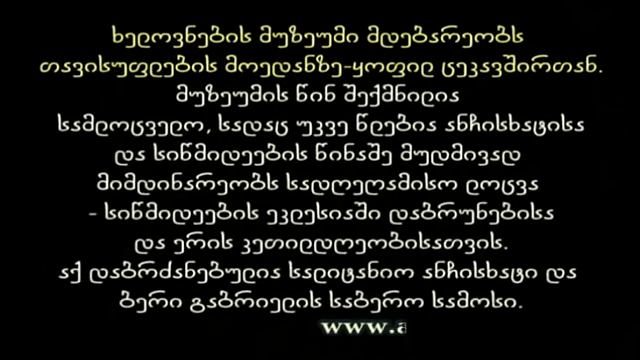 ხელოვნების მუზეუმი მდებარეობს
თავისუფლების მოედანზე-ყოფილ ცეკავშირთან.
მუზეუმის წინ შექმნილია
სამლოცველო, სადაც უკვე წლებია ანჩისხატისა
და სიწმიდეების წინაშე მუდმივად
მიმდინარეობს სადღეღამისო ლოცვა
- სიწმიდეების ეკლესიაში დაბრუნებისა
და ერის კეთილდღეობისათვის.
აქ დაბრძანებულია სალიტანიო ანჩისხატი და
ბერი გაბრიელის საბერო სამოსი.
www.a